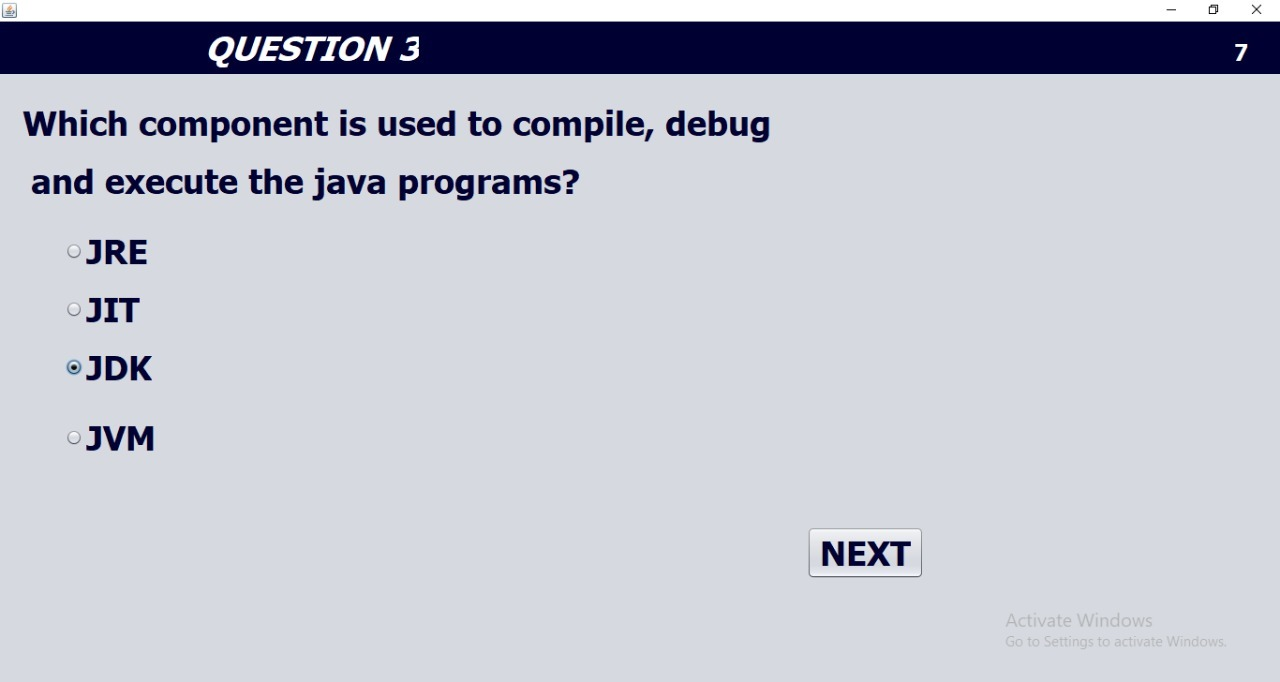 QUESTION 3
7
Which component is used to compile, debug
and execute the java programs?
JRE
JIT
JDK
JVM
NEXT
Activate Windows
Go to Settings to activate Windows.